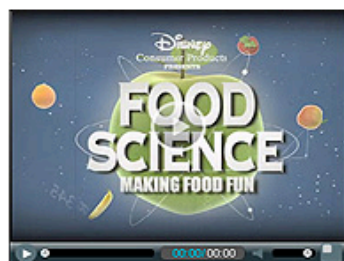 Disney
Consumer Products
PRESENTS
FOOD
SCIENCE
MAKING FOOD FUN
00:00/00:00